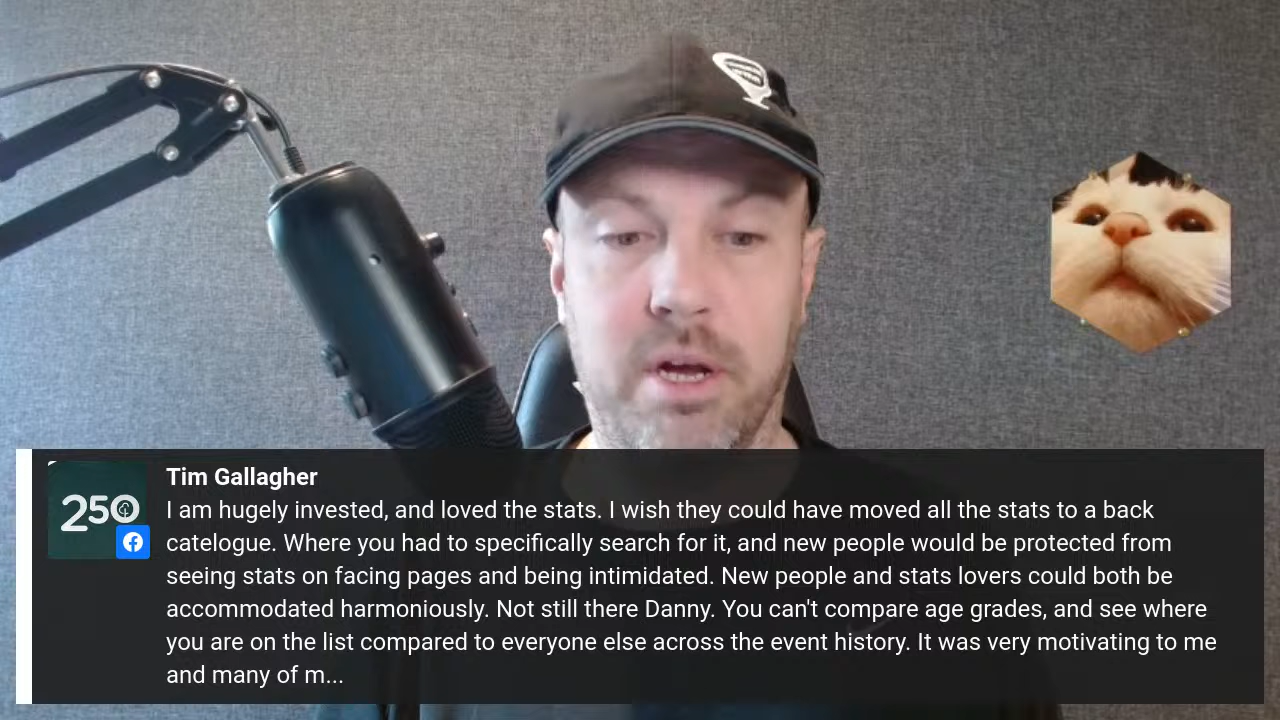 250
Tim Gallagher
I am hugely invested, and loved the stats. I wish they could have moved all the stats to a back
catelogue. Where you had to specifically search for it, and new people would be protected from
seeing stats on facing pages and being intimidated. New people and stats lovers could both be
accommodated harmoniously. Not still there Danny. You can't compare age grades, and see where
you are on the list compared to everyone else across the event history. It was very motivating to me
and many of m...